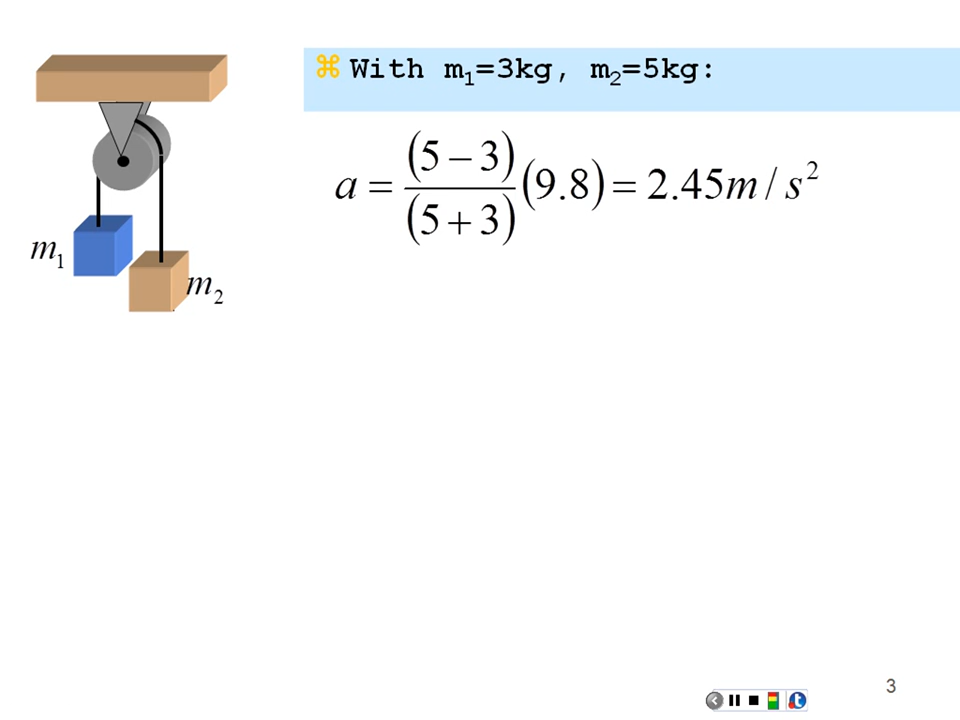 ⌘ With m₁=3kg, m₂=5kg:
a = (5 − 3)/(5 + 3) (9.8) = 2.45m / s²
m₁
m₂
3